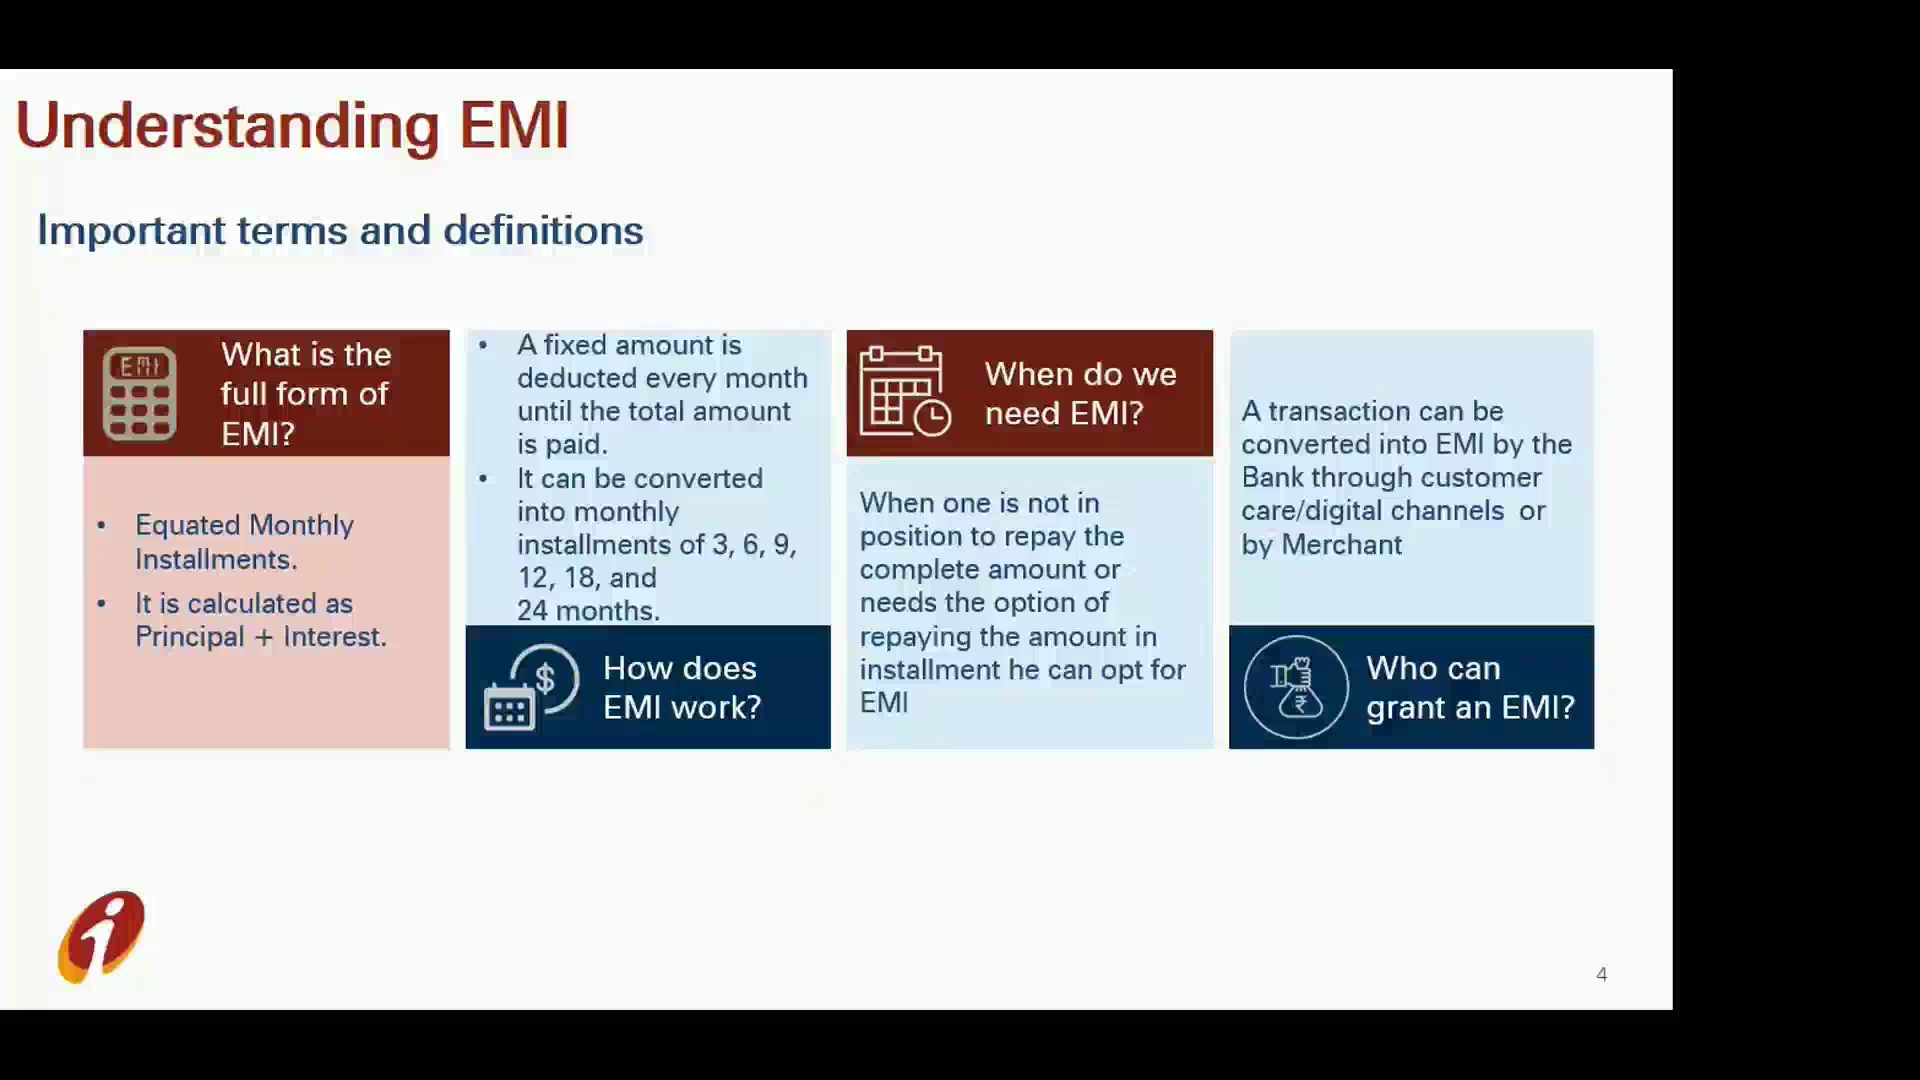 Understanding EMI
Important terms and definitions
EMI
What is the
full form of
EMI?
• Equated Monthly
Installments.
• It is calculated as
Principal + Interest.
• A fixed amount is
deducted every month
until the total amount
is paid.
• It can be converted
into monthly
installments of 3, 6, 9,
12, 18, and
24 months.
$
How does
EMI work?
When do we
need EMI?
When one is not in
position to repay the
complete amount or
needs the option of
repaying the amount in
installment he can opt for
EMI
A transaction can be
converted into EMI by the
Bank through customer
care/digital channels  or
by Merchant
₹
Who can
grant an EMI?
i
4